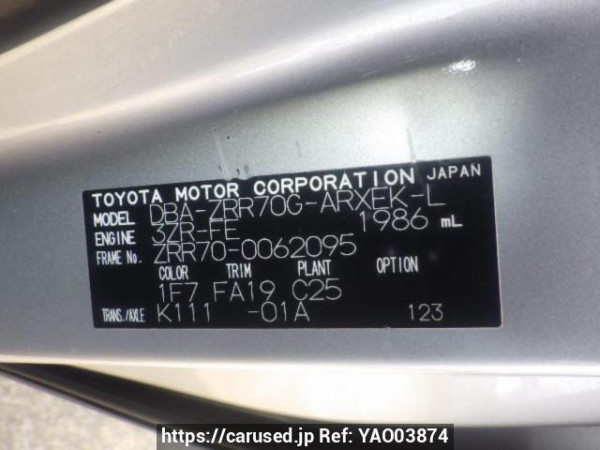 TOYOTA MOTOR CORPORATION JAPAN
MODEL DBA-ZRR70G-ARXEK-L
ENGINE 3ZR-FE 1986 mL
FRAME No. ZRR70-0062095
COLOR TRIM PLANT OPTION
1F7 FA19 C25
TRANS./AXLE K111 -01A 123
https://carused.jp Ref: YAO03874